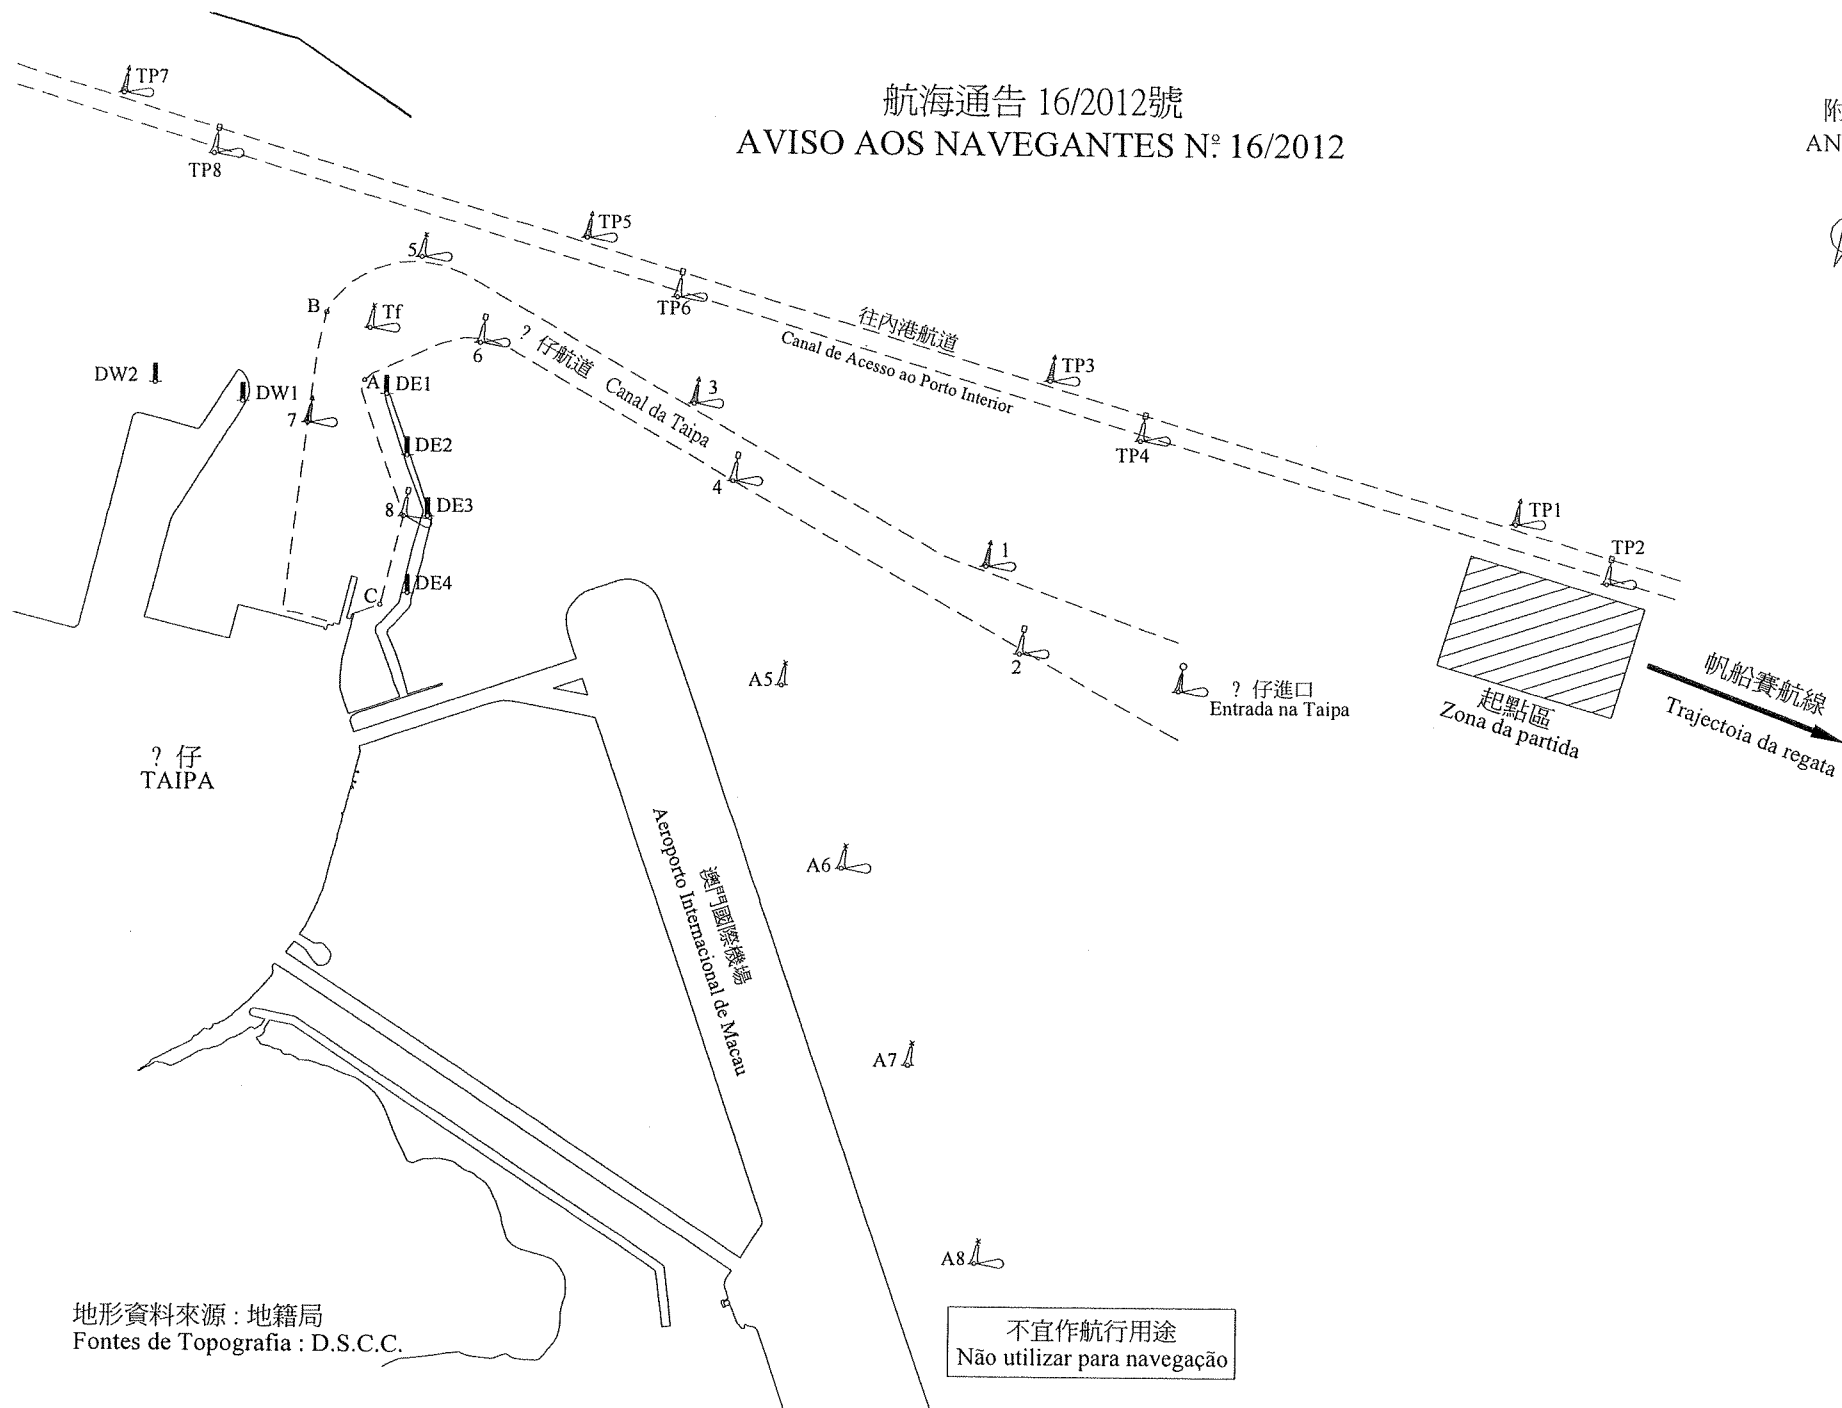 航海通告 16/2012號
AVISO AOS NAVEGANTES Nº 16/2012
附
AN
TP7
TP8
TP5
TP6
5
B
Tf
6
往內港航道
Canal de Acesso ao Porto Interior
? 仔航道 Canal da Taipa
TP3
TP4
DW2
DW1
A
DE1
7
3
DE2
4
8
DE3
TP1
TP2
1
C
DE4
2
A5
? 仔進口
Entrada na Taipa
起點區
Zona da partida
帆船賽航線
Trajectoia da regata
? 仔
TAIPA
A6
澳門國際機場
Aeroporto Internacional de Macau
A7
A8
地形資料來源 : 地籍局
Fontes de Topografia : D.S.C.C.
不宜作航行用途
Não utilizar para navegação